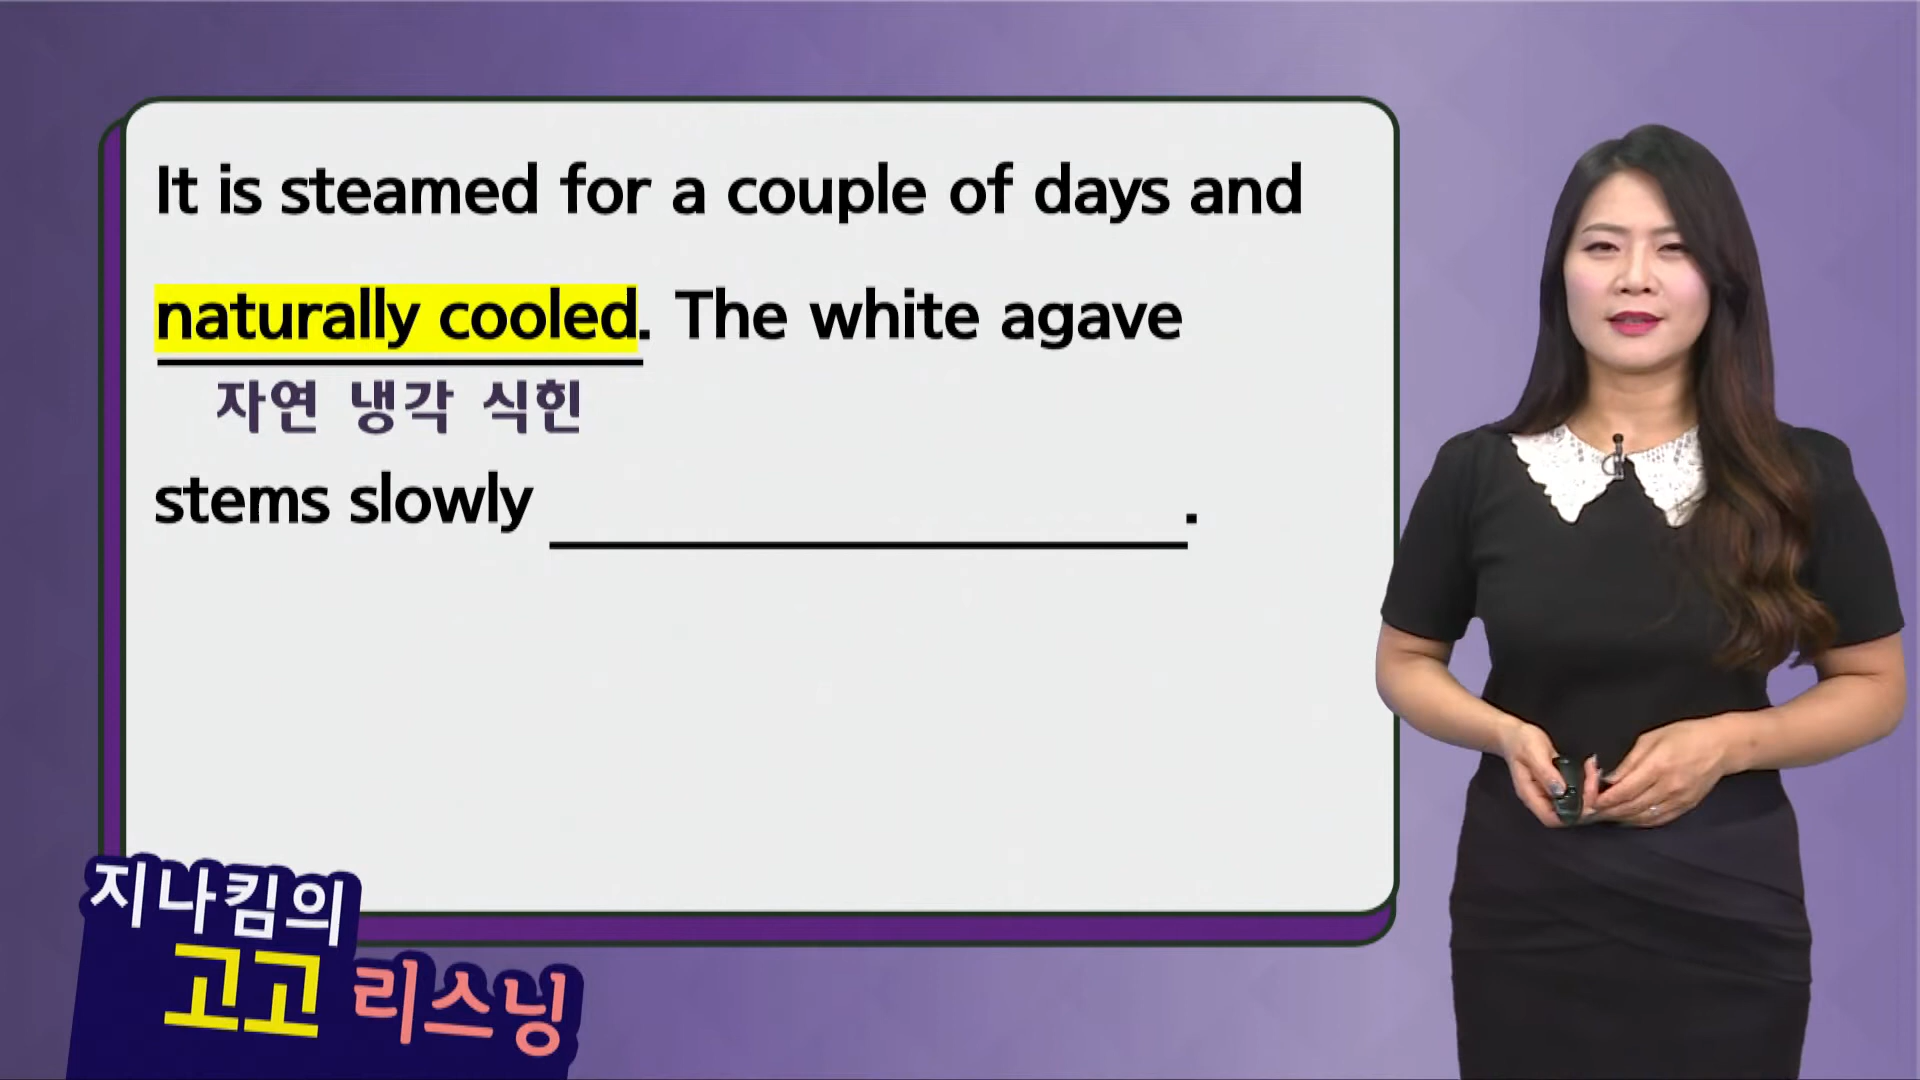 It is steamed for a couple of days and
naturally cooled. The white agave
자연 냉각 식힌
stems slowly ____________________.
지나킴의
고고 리스닝